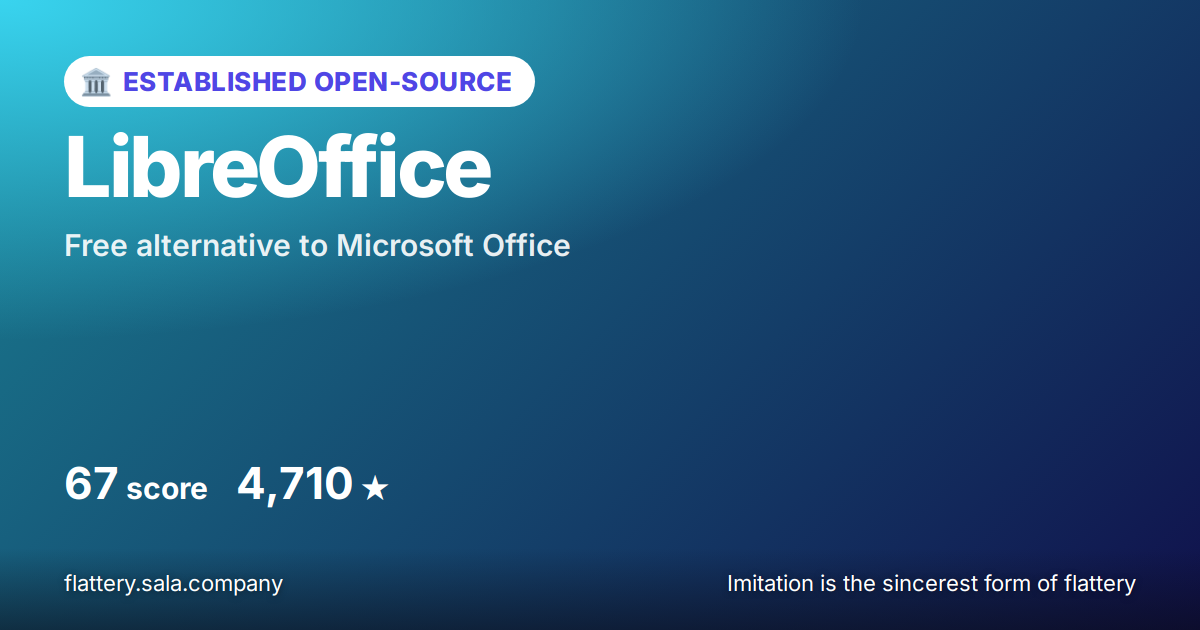 🏛️ ESTABLISHED OPEN-SOURCE
LibreOffice
Free alternative to Microsoft Office
67 score 4,710 ★
flattery.sala.company
Imitation is the sincerest form of flattery